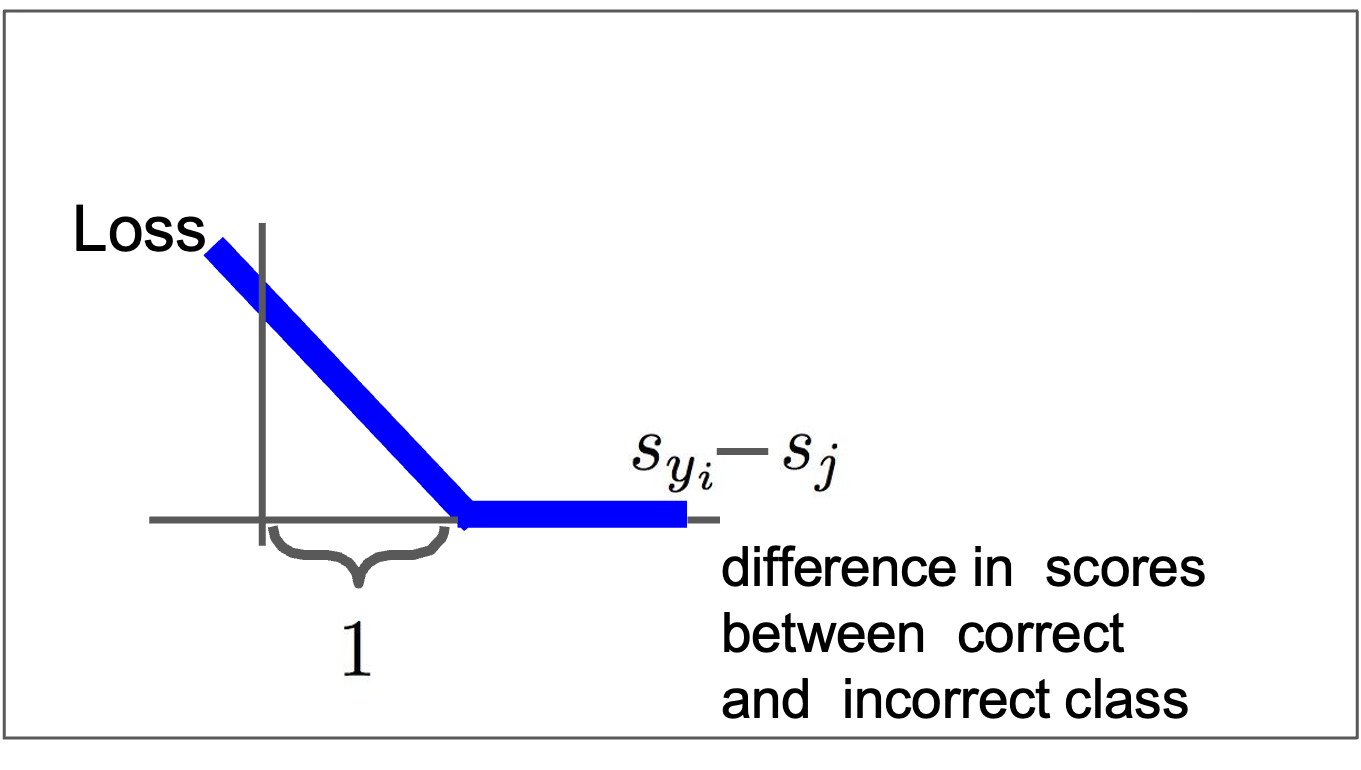 Loss
s_{y_i} — s_j
difference in scores
between correct
and incorrect class
1